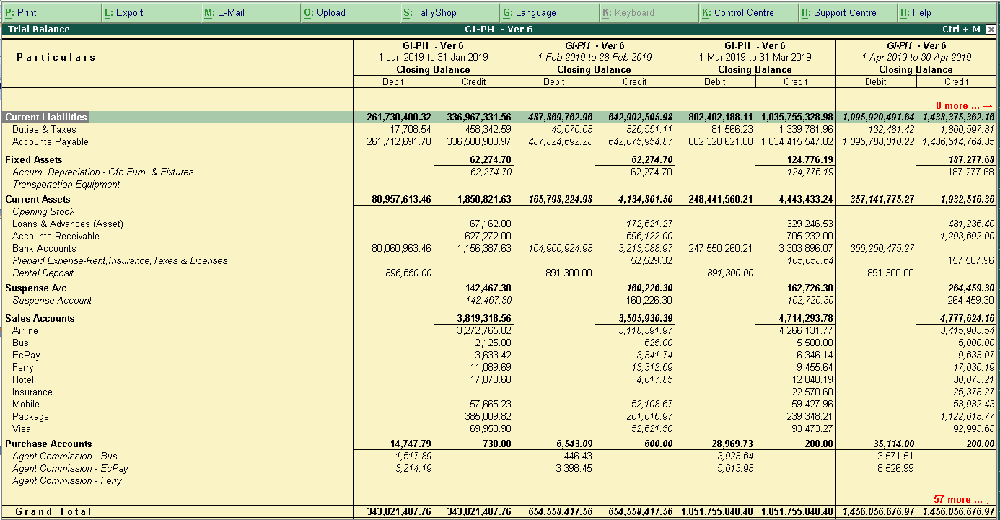 P: Print E: Export M: E-Mail O: Upload S: TallyShop G: Language K: Keyboard K: Control Centre H: Support Centre H: Help
Trial Balance GI-PH - Ver 6 Ctrl + M
GI-PH - Ver 6 GI-PH - Ver 6 GI-PH - Ver 6 GI-PH - Ver 6
Particulars 1-Jan-2019 to 31-Jan-2019 1-Feb-2019 to 28-Feb-2019 1-Mar-2019 to 31-Mar-2019 1-Apr-2019 to 30-Apr-2019
Closing Balance Closing Balance Closing Balance Closing Balance
Debit Credit Debit Credit Debit Credit Debit Credit
8 more ... →
Current Liabilities 261,730,400.32 336,967,331.56 487,869,762.96 642,902,505.98 802,402,188.11 1,035,755,328.98 1,095,920,491.64 1,438,375,362.16
Duties & Taxes 17,708.54 458,342.59 45,070.68 826,551.11 81,566.23 1,339,781.96 132,481.42 1,860,597.81
Accounts Payable 261,712,691.78 336,508,988.97 487,824,692.28 642,075,954.87 802,320,621.88 1,034,415,547.02 1,095,788,010.22 1,436,514,764.35
Fixed Assets 62,274.70 62,274.70 124,776.19 187,277.68
Accum. Depreciation - Ofc Furn. & Fixtures 62,274.70 62,274.70 124,776.19 187,277.68
Transportation Equipment
Current Assets 80,957,613.46 1,850,821.63 165,798,224.98 4,134,861.56 248,441,560.21 4,443,433.24 357,141,775.27 1,932,516.36
Opening Stock
Loans & Advances (Asset) 67,162.00 172,621.27 329,246.53 481,236.40
Accounts Receivable 627,272.00 696,122.00 705,232.00 1,293,692.00
Bank Accounts 80,060,963.46 1,156,387.63 164,906,924.98 3,213,588.97 247,550,260.21 3,303,896.07 356,250,475.27
Prepaid Expense-Rent,Insurance,Taxes & Licenses 52,529.32 105,058.64 157,587.96
Rental Deposit 896,650.00 891,300.00 891,300.00 891,300.00
Suspense A/c 142,467.30 160,226.30 162,726.30 264,459.30
Suspense Account 142,467.30 160,226.30 162,726.30 264,459.30
Sales Accounts 3,819,318.56 3,505,936.39 4,714,293.78 4,777,624.16
Airline 3,272,765.82 3,118,391.97 4,266,131.77 3,415,903.54
Bus 2,125.00 625.00 5,500.00 5,000.00
EcPay 3,633.42 3,841.74 6,346.14 9,638.07
Ferry 11,089.69 13,312.69 9,455.64 17,036.19
Hotel 17,078.60 4,017.85 12,040.19 30,073.21
Insurance 22,570.60 25,378.27
Mobile 57,665.23 52,108.67 59,427.96 58,982.43
Package 385,009.82 261,016.97 239,348.21 1,122,618.77
Visa 69,950.98 52,621.50 93,473.27 92,993.68
Purchase Accounts 14,747.79 730.00 6,543.09 600.00 28,969.73 200.00 35,114.00 200.00
Agent Commission - Bus 1,517.89 446.43 3,928.64 3,571.51
Agent Commission - EcPay 3,214.19 3,398.45 5,613.98 8,526.99
Agent Commission - Ferry
57 more ... ↓
Grand Total 343,021,407.76 343,021,407.76 654,558,417.56 654,558,417.56 1,051,755,048.48 1,051,755,048.48 1,456,056,676.97 1,456,056,676.97